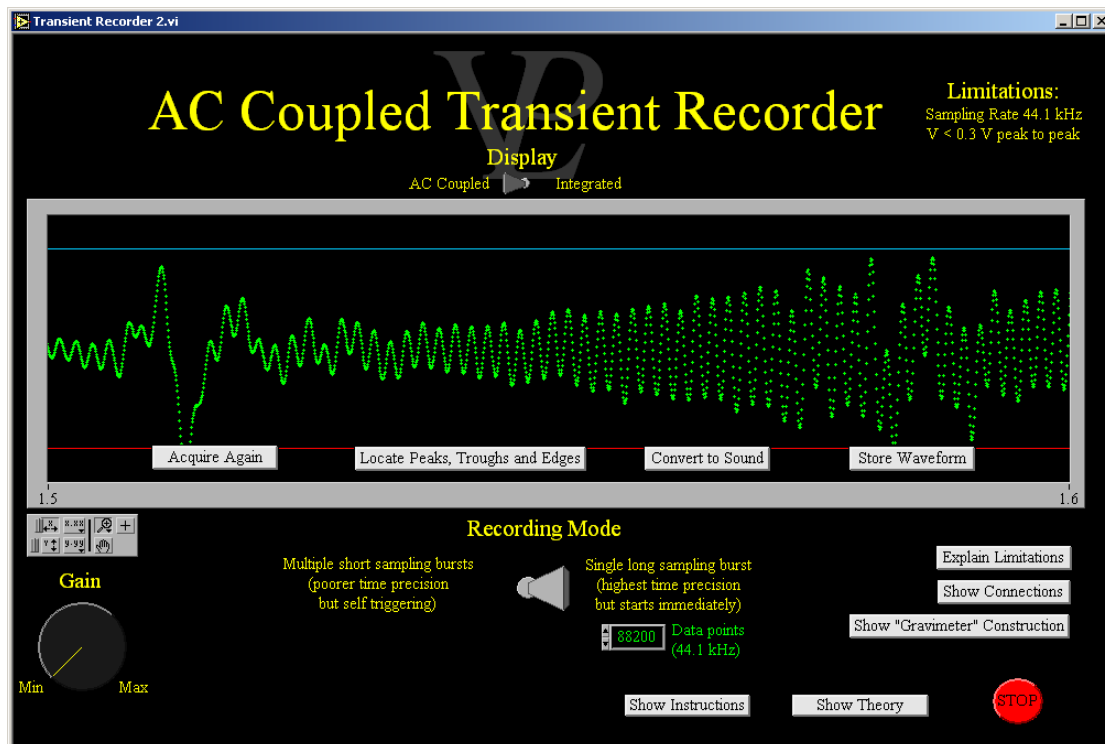 Transient Recorder 2.vi
VPL
AC Coupled Transient Recorder
Limitations:
Sampling Rate 44.1 kHz
V < 0.3 V peak to peak
Display
AC Coupled
Integrated
Acquire Again
Locate Peaks, Troughs and Edges
Convert to Sound
Store Waveform
1.5
1.6
Recording Mode
Multiple short sampling bursts
(poorer time precision
but self triggering)
Single long sampling burst
(highest time precision
but starts immediately)
88200
Data points
(44.1 kHz)
X
x.xx
Y
y.yy
Gain
Min
Max
Explain Limitations
Show Connections
Show "Gravimeter" Construction
Show Instructions
Show Theory
STOP